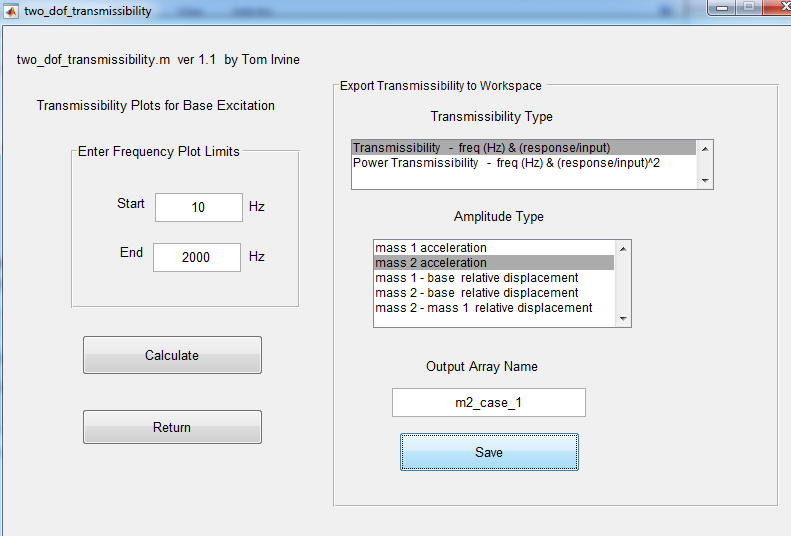 two_dof_transmissibility
two_dof_transmissibility.m ver 1.1 by Tom Irvine
Transmissibility Plots for Base Excitation
Enter Frequency Plot Limits
Start 10 Hz
End 2000 Hz
Calculate
Return
Export Transmissibility to Workspace
Transmissibility Type
Transmissibility - freq (Hz) & (response/input)
Power Transmissibility - freq (Hz) & (response/input)^2
Amplitude Type
mass 1 acceleration
mass 2 acceleration
mass 1 - base relative displacement
mass 2 - base relative displacement
mass 2 - mass 1 relative displacement
Output Array Name
m2_case_1
Save